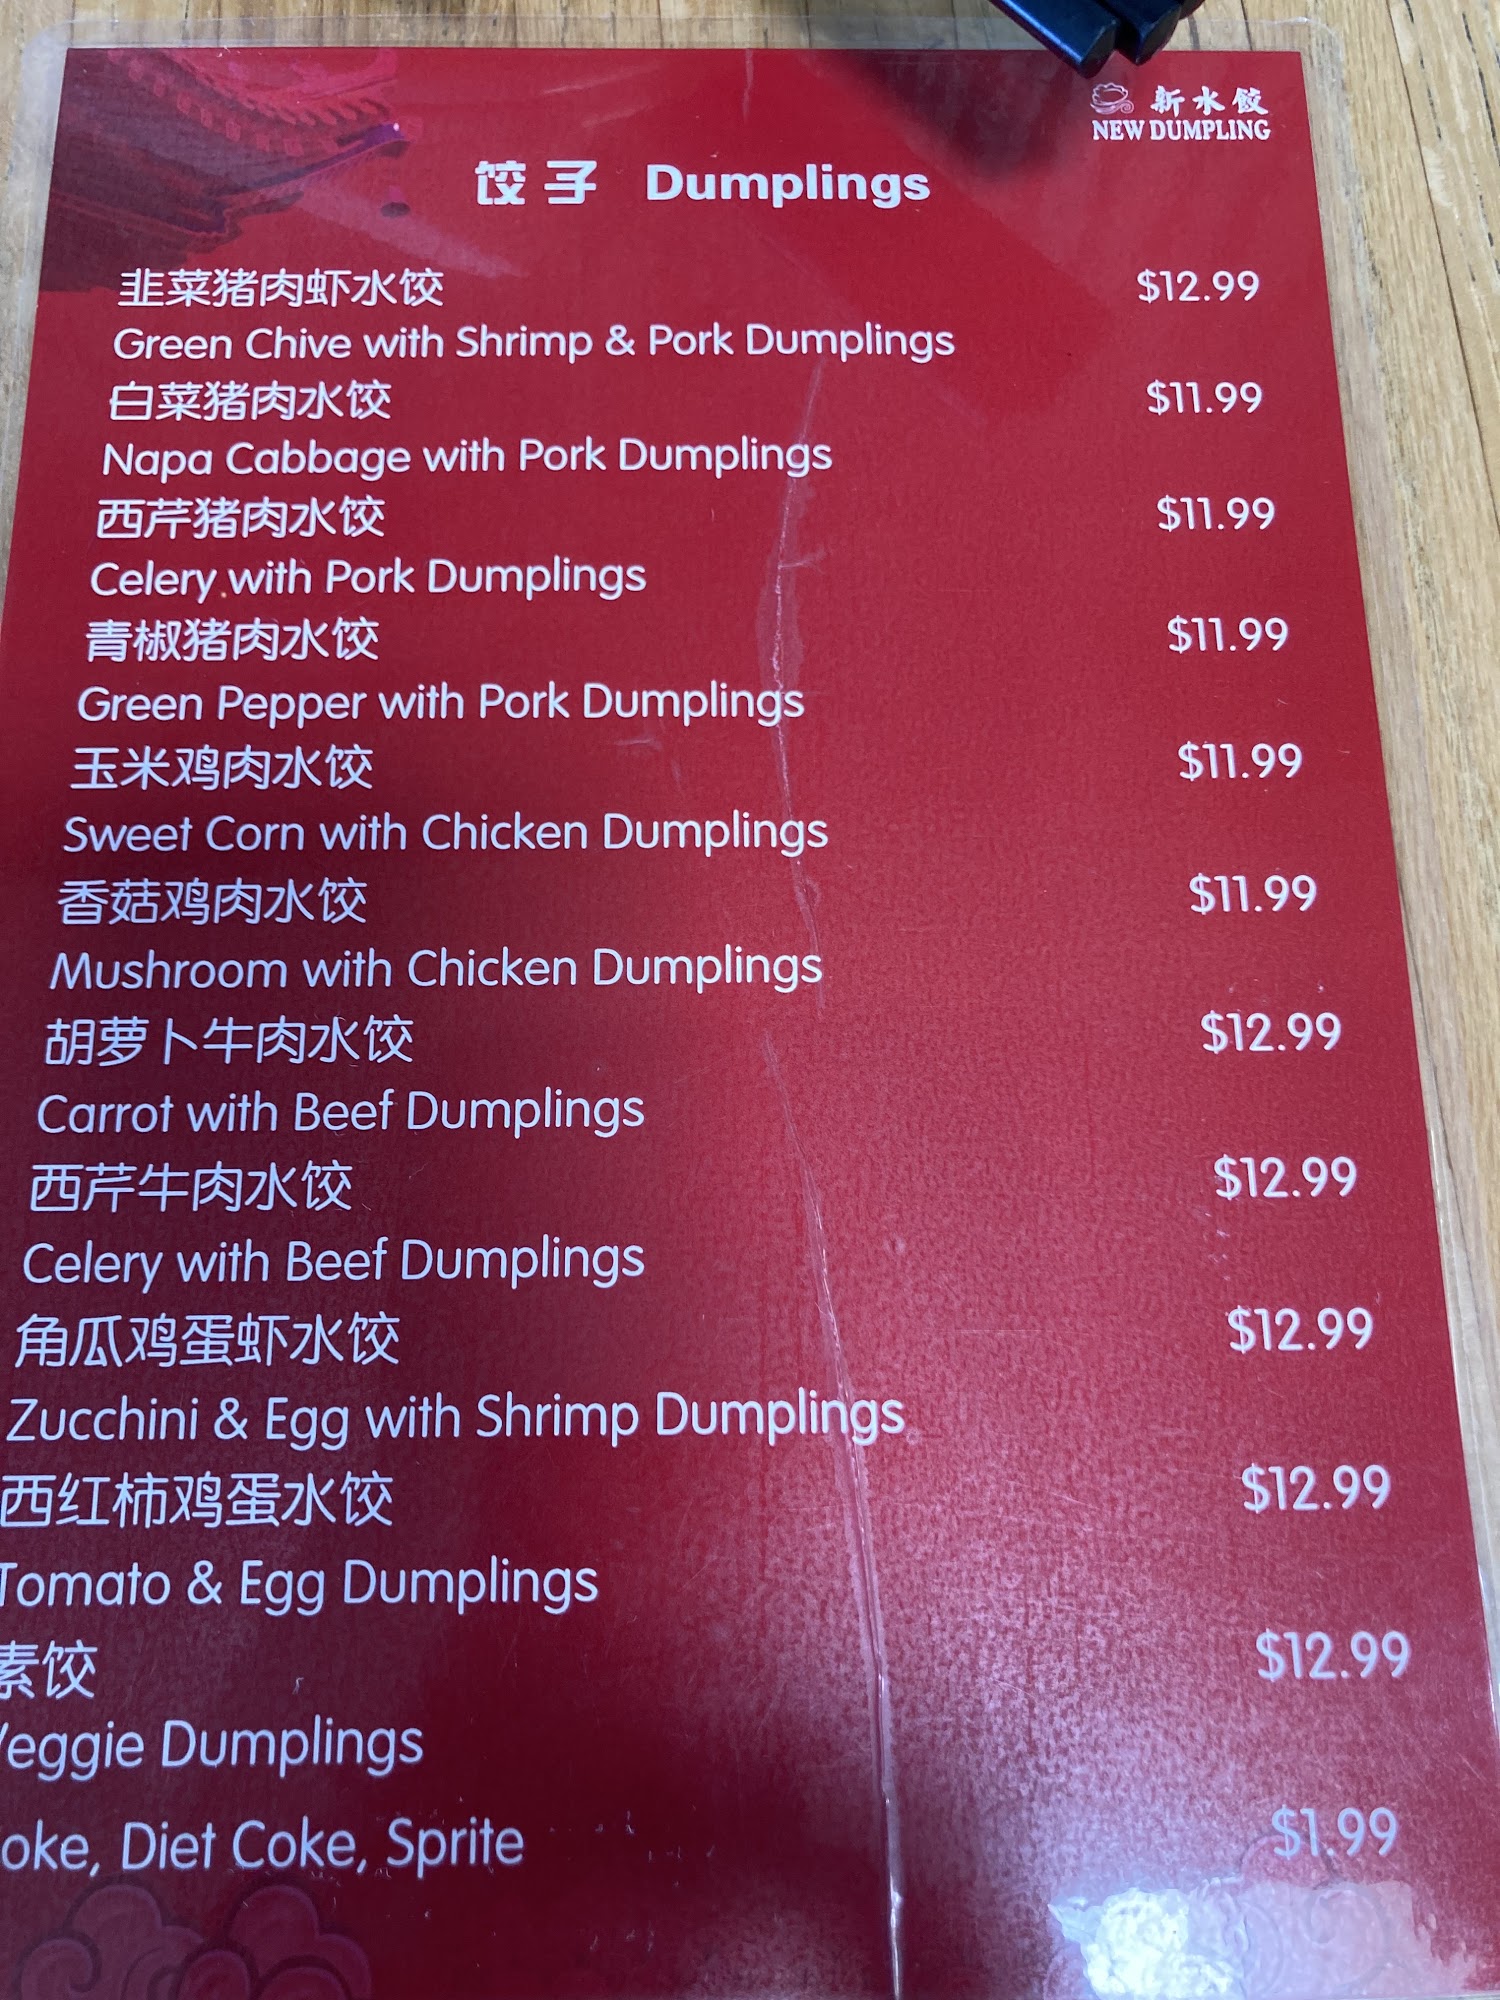 新水餃
NEW DUMPLING
饺子 Dumplings
韭菜猪肉虾水饺 $12.99
Green Chive with Shrimp & Pork Dumplings
白菜猪肉水饺 $11.99
Napa Cabbage with Pork Dumplings
西芹猪肉水饺 $11.99
Celery with Pork Dumplings
青椒猪肉水饺 $11.99
Green Pepper with Pork Dumplings
玉米鸡肉水饺 $11.99
Sweet Corn with Chicken Dumplings
香菇鸡肉水饺 $11.99
Mushroom with Chicken Dumplings
胡萝卜牛肉水饺 $12.99
Carrot with Beef Dumplings
西芹牛肉水饺 $12.99
Celery with Beef Dumplings
角瓜鸡蛋虾水饺 $12.99
Zucchini & Egg with Shrimp Dumplings
西红柿鸡蛋水饺 $12.99
Tomato & Egg Dumplings
素饺 $12.99
Veggie Dumplings
oke, Diet Coke, Sprite $1.99